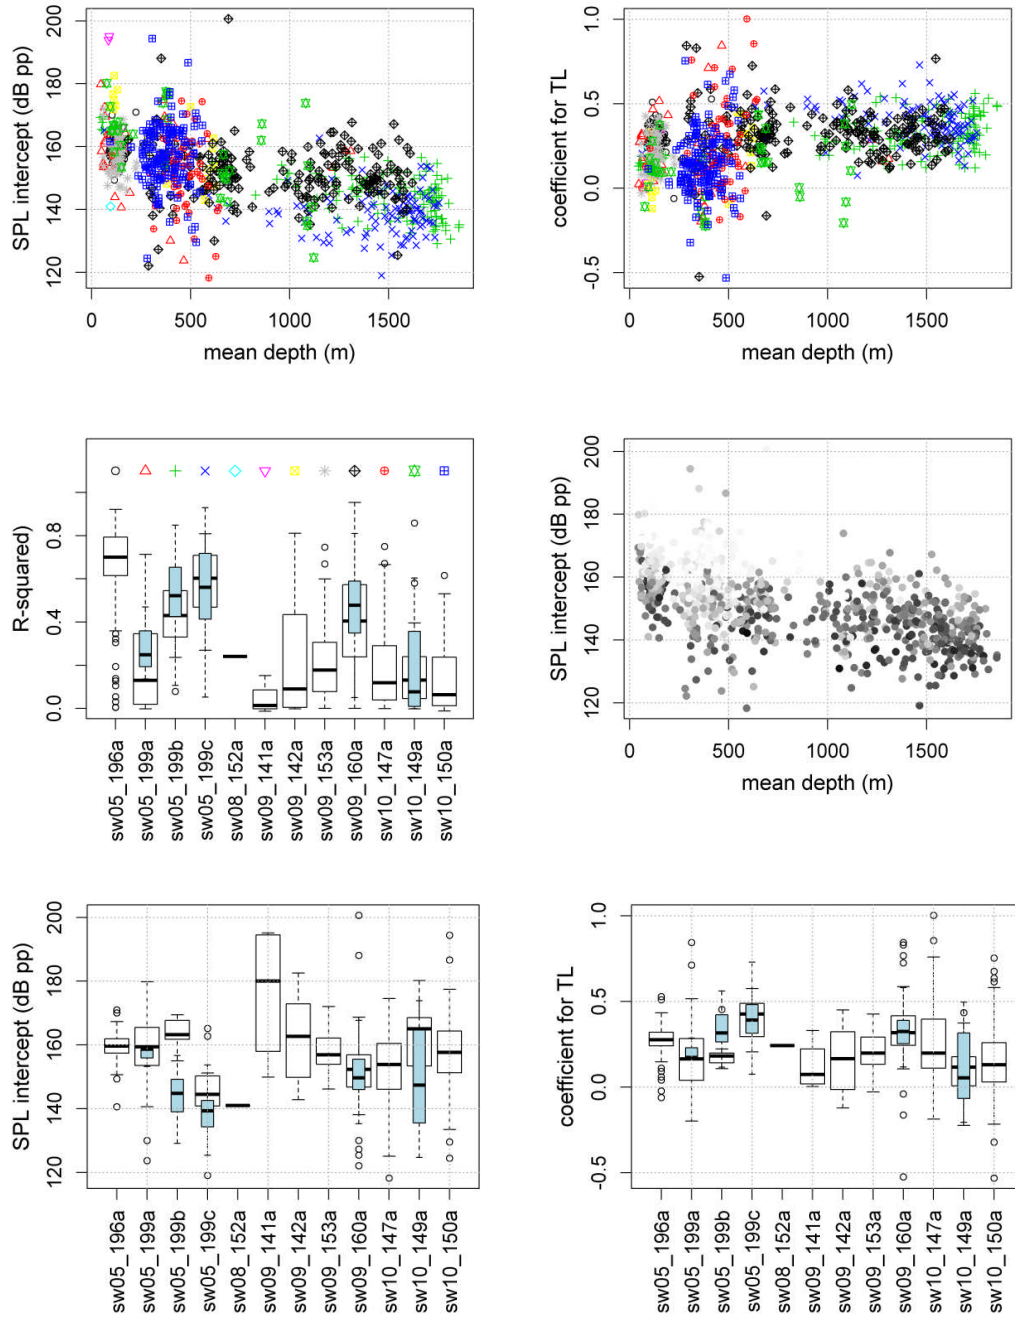 SPL intercept (dB pp)
120 140 160 180 200
0 500 1000 1500
mean depth (m)
coefficient for TL
-0.5 0.0 0.5 1.0
0 500 1000 1500
mean depth (m)
R-squared)
0.0 0.4 0.8
sw05_196a
sw05_199a
sw05_199b
sw05_199c
sw08_152a
sw09_141a
sw09_142a
sw09_153a
sw09_160a
sw10_147a
sw10_149a
sw10_150a
SPL intercept (dB pp)
120 140 160 180 200
0 500 1000 1500
mean depth (m)
SPL intercept (dB pp)
120 140 160 180 200
sw05_196a
sw05_199a
sw05_199b
sw05_199c
sw08_152a
sw09_141a
sw09_142a
sw09_153a
sw09_160a
sw10_147a
sw10_149a
sw10_150a
coefficient for TL
-0.5 0.0 0.5 1.0
sw05_196a
sw05_199a
sw05_199b
sw05_199c
sw08_152a
sw09_141a
sw09_142a
sw09_153a
sw09_160a
sw10_147a
sw10_149a
sw10_150a